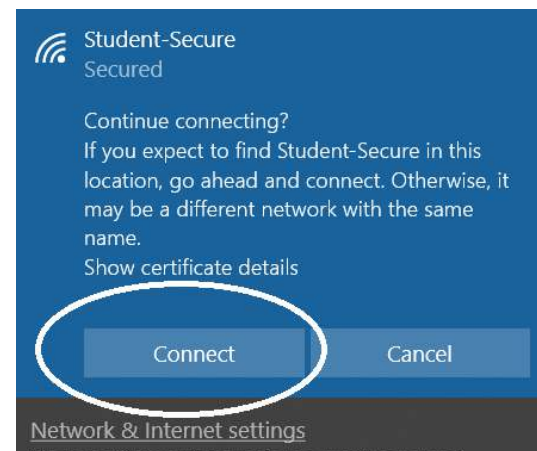 Student-Secure
Secured
Continue connecting?
If you expect to find Student-Secure in this
location, go ahead and connect. Otherwise, it
may be a different network with the same
name.
Show certificate details
Connect
Cancel
Network & Internet settings